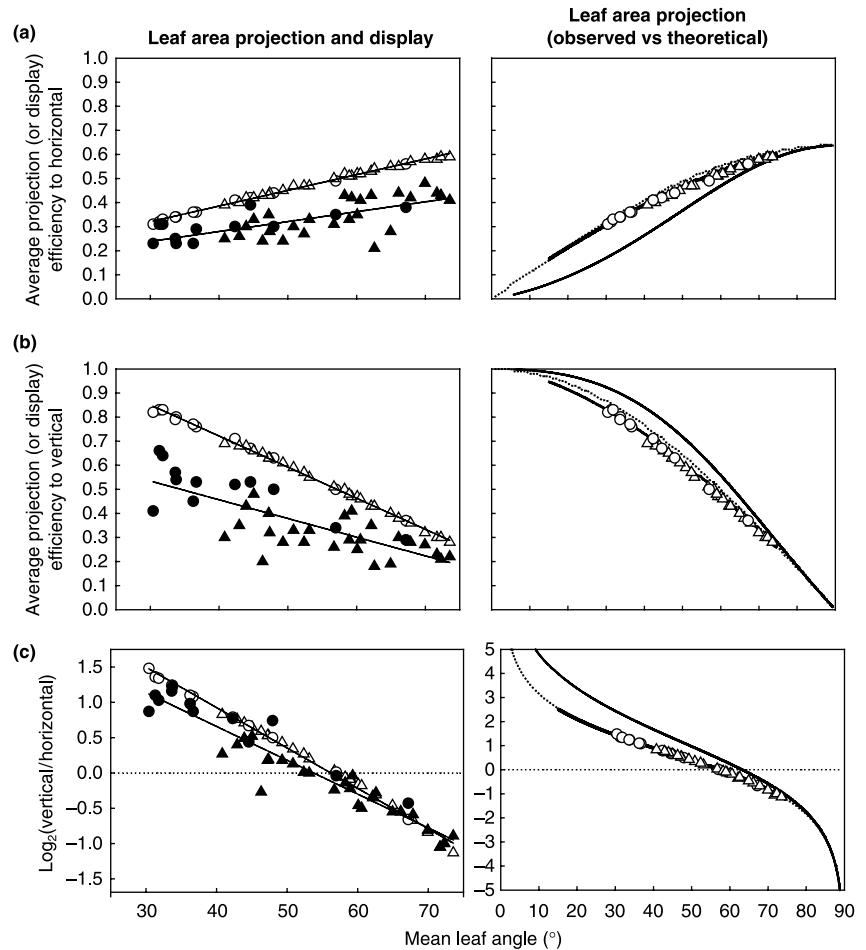 (a)
Leaf area projection and display
Leaf area projection
(observed vs theoretical)
Average projection (or display)
efficiency to horizontal
1.0
0.9
0.8
0.7
0.6
0.5
0.4
0.3
0.2
0.1
0.0
(b)
Average projection (or display)
efficiency to vertical
1.0
0.9
0.8
0.7
0.6
0.5
0.4
0.3
0.2
0.1
0.0
(c)
Log2(vertical/horizontal)
1.5
1.0
0.5
0.0
−0.5
−1.0
−1.5
5
4
3
2
1
0
−1
−2
−3
−4
−5
30 40 50 60 70
0 10 20 30 40 50 60 70 80 90
Mean leaf angle (°)